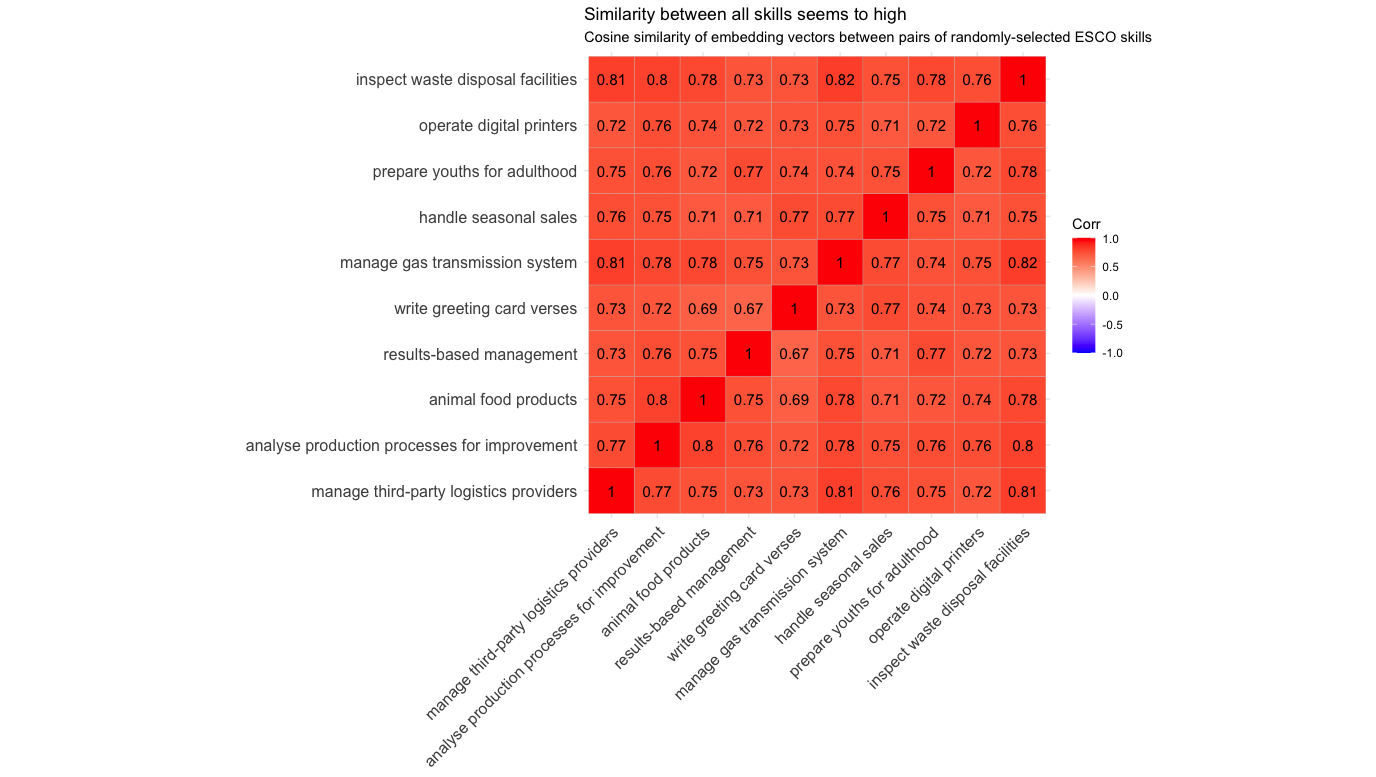 Similarity between all skills seems to high
Cosine similarity of embedding vectors between pairs of randomly-selected ESCO skills
inspect waste disposal facilities 0.81 0.8 0.78 0.73 0.73 0.82 0.75 0.78 0.76 1
operate digital printers 0.72 0.76 0.74 0.72 0.73 0.75 0.71 0.72 1 0.76
prepare youths for adulthood 0.75 0.76 0.72 0.77 0.74 0.74 0.75 1 0.72 0.78
handle seasonal sales 0.76 0.75 0.71 0.71 0.77 0.77 1 0.75 0.71 0.75
manage gas transmission system 0.81 0.78 0.78 0.75 0.73 1 0.77 0.74 0.75 0.82
write greeting card verses 0.73 0.72 0.69 0.67 1 0.73 0.77 0.74 0.73 0.73
results-based management 0.73 0.76 0.75 1 0.67 0.75 0.71 0.77 0.72 0.73
animal food products 0.75 0.8 1 0.75 0.69 0.78 0.71 0.72 0.74 0.78
analyse production processes for improvement 0.77 1 0.8 0.76 0.72 0.78 0.75 0.76 0.76 0.8
manage third-party logistics providers 1 0.77 0.75 0.73 0.73 0.81 0.76 0.75 0.72 0.81
manage third-party logistics providers
analyse production processes for improvement
animal food products
results-based management
write greeting card verses
manage gas transmission system
handle seasonal sales
prepare youths for adulthood
operate digital printers
inspect waste disposal facilities
Corr
1.0
0.5
0.0
-0.5
-1.0